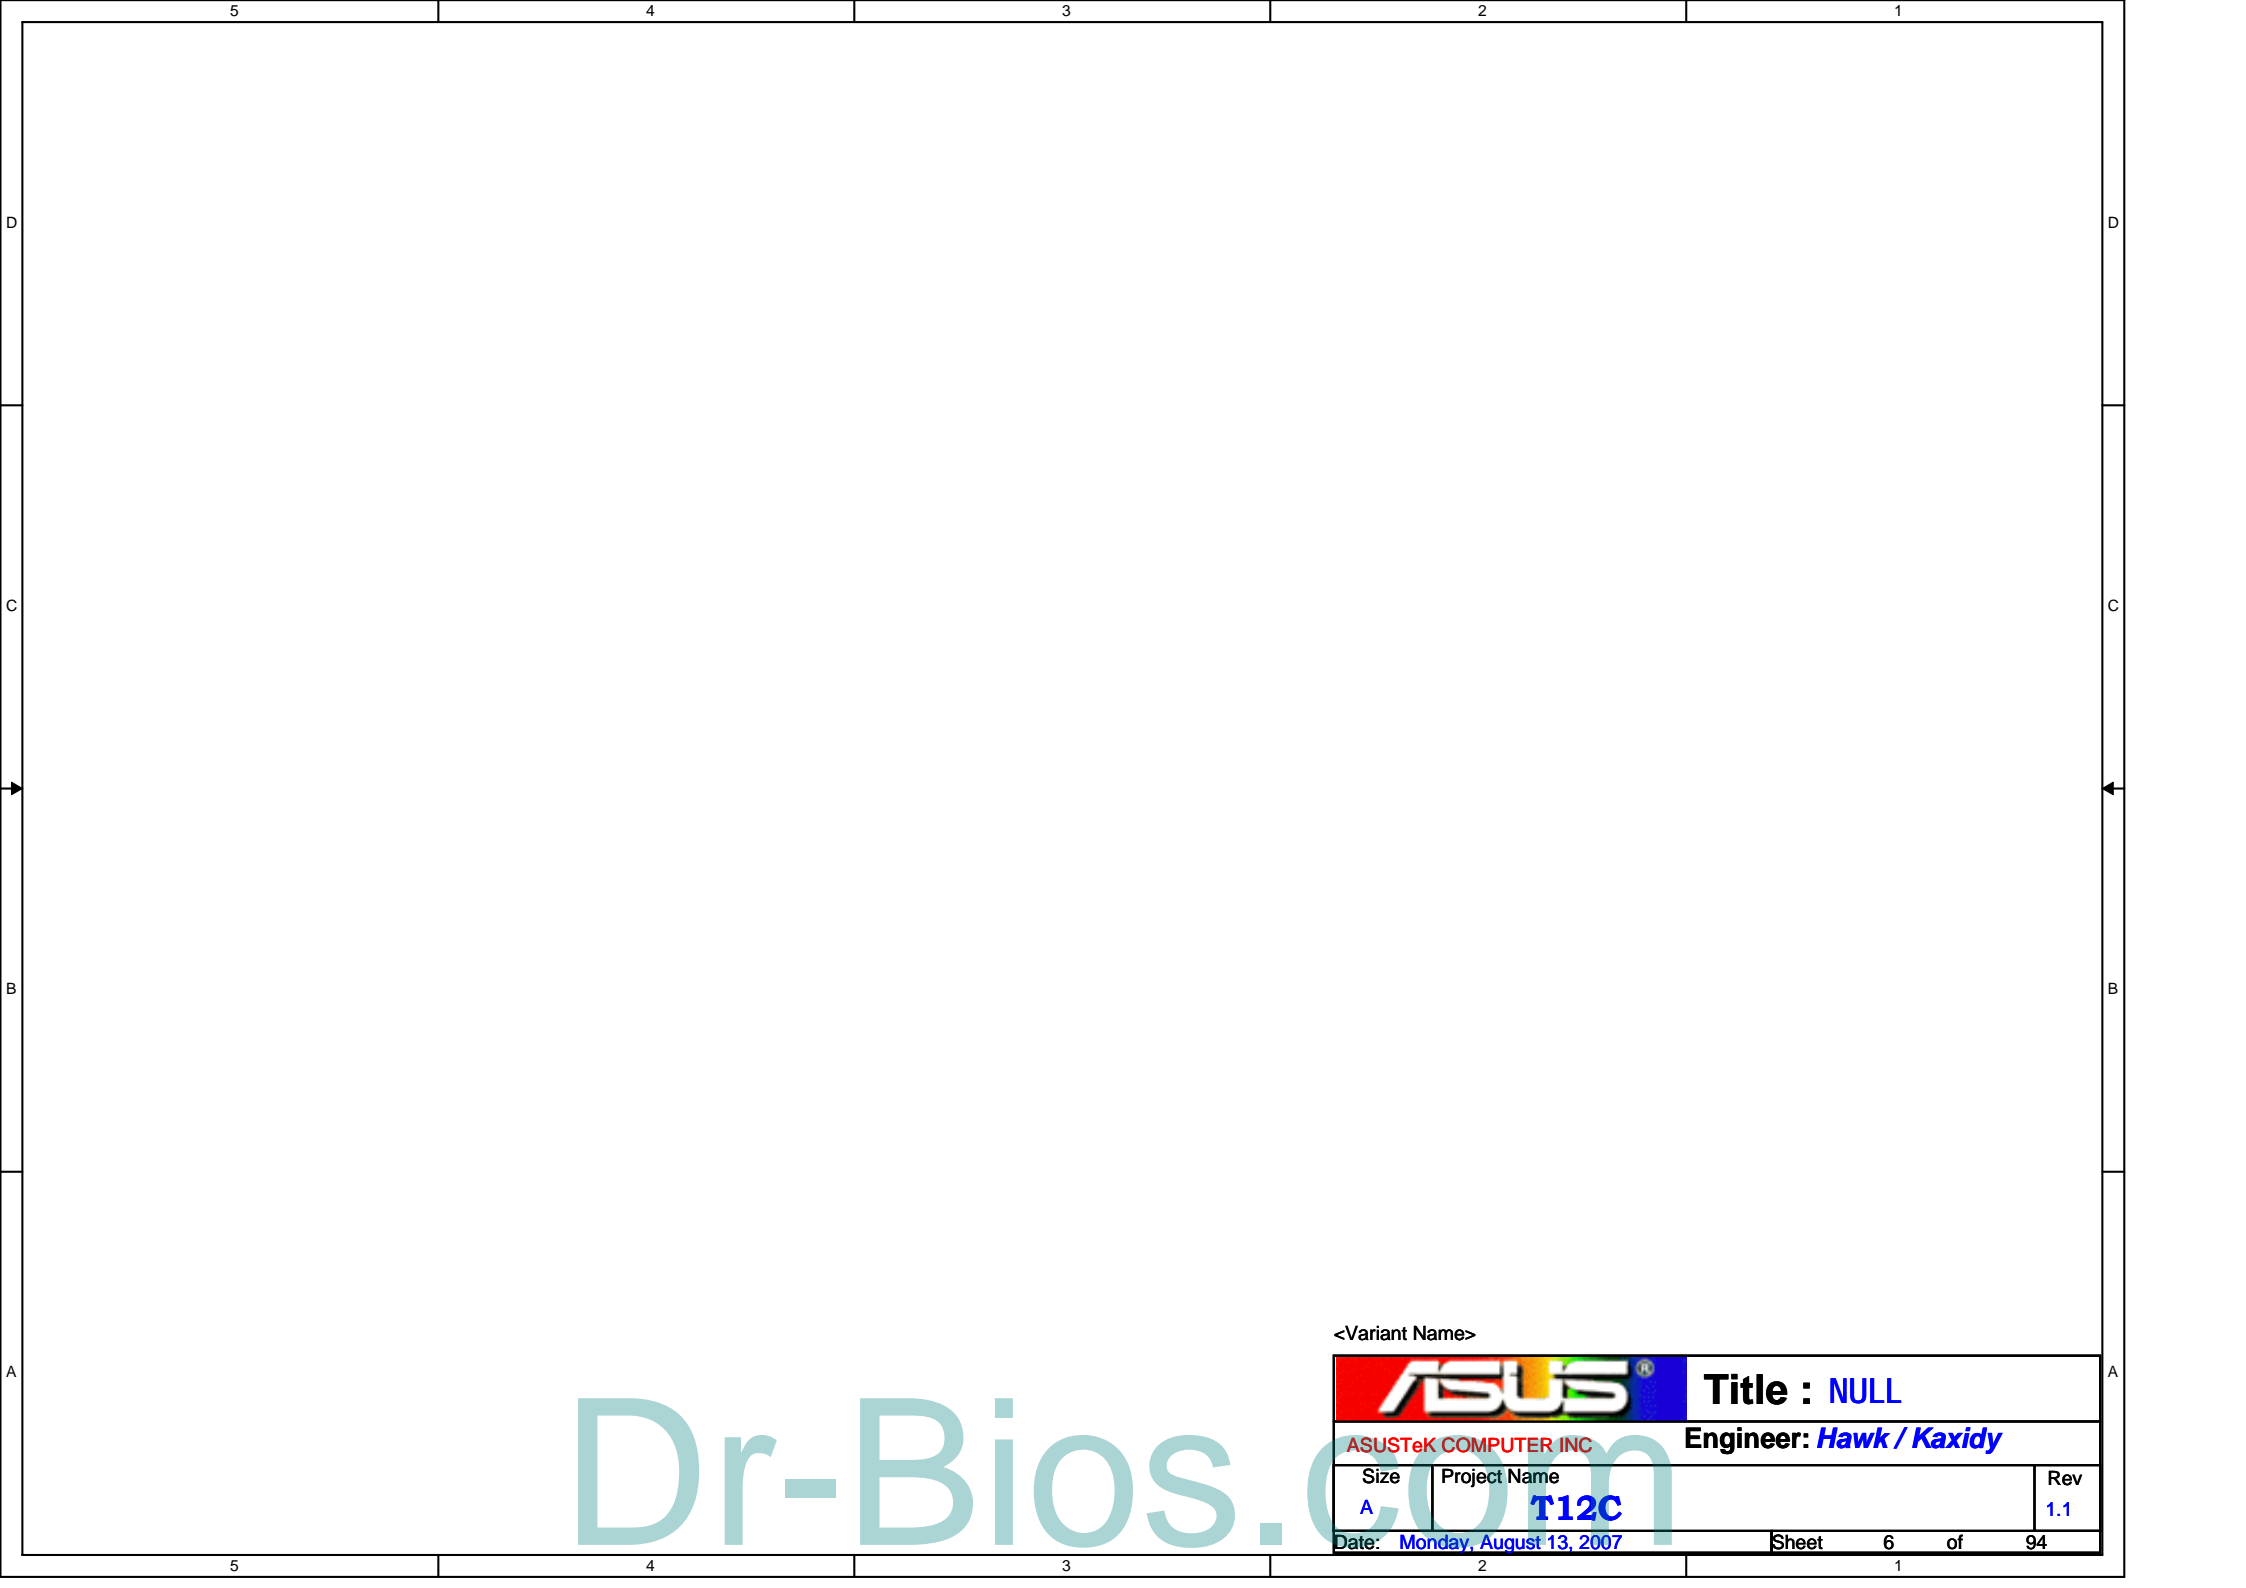 5 4 3 2 1
D D
C C
B B
A A
<Variant Name>
ASUS® Title : NULL
ASUSTeK COMPUTER INC Engineer: Hawk / Kaxidy
Size Project Name Rev
A T12C 1.1
Date: Monday, August 13, 2007 Sheet 6 of 94
Dr-Bios.com
5 4 3 2 1